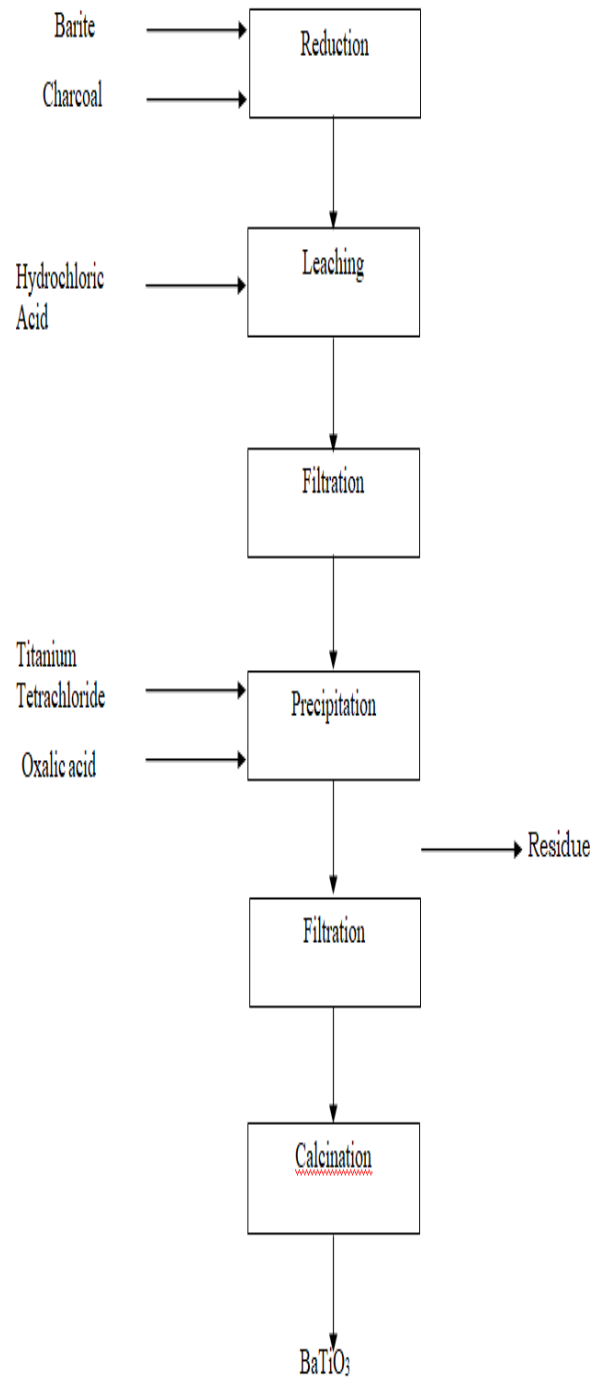 Barite
Reduction
Charcoal
Leaching
Hydrochloric
Acid
Filtration
Titanium
Tetrachloride
Precipitation
Oxalic acid
Residue
Filtration
Calcination
BaTiO₃